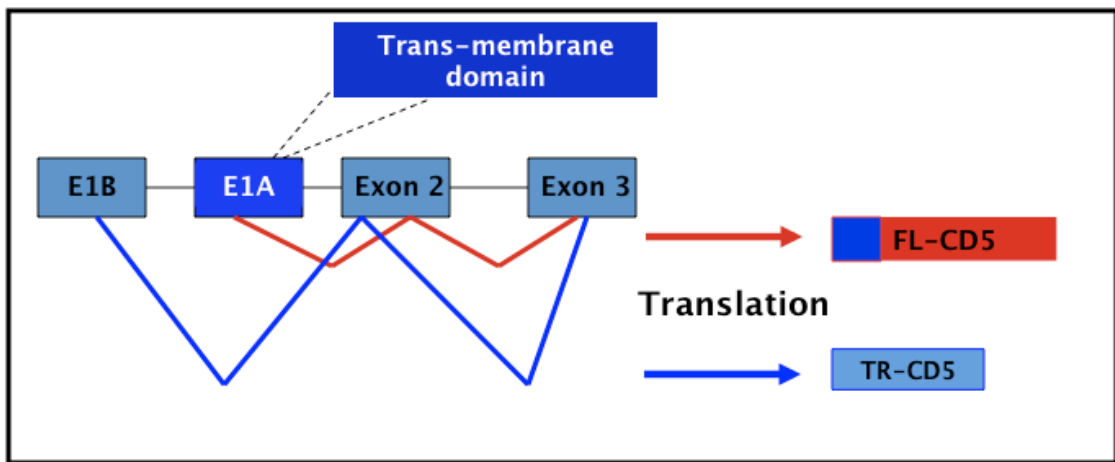 Trans-membrane
domain
E1B
E1A
Exon 2
Exon 3
FL-CD5
Translation
TR-CD5